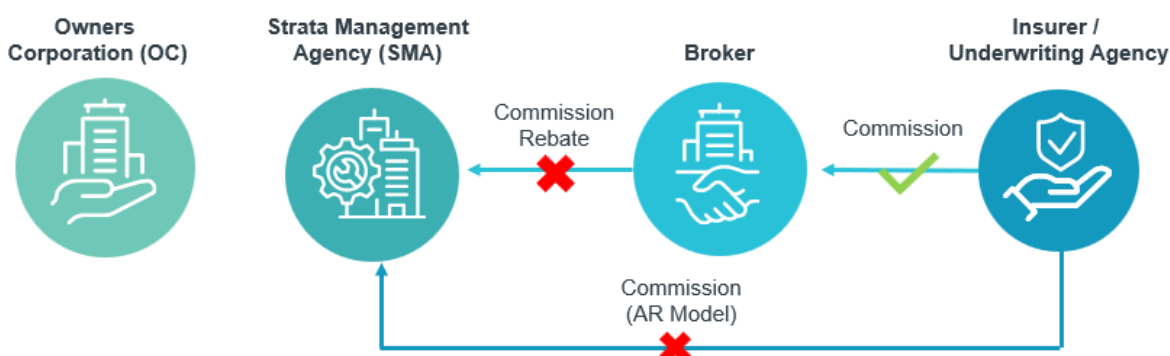 Owners
Corporation (OC)
Strata Management
Agency (SMA)
Broker
Insurer /
Underwriting Agency
Commission
Rebate
Commission
Commission
(AR Model)